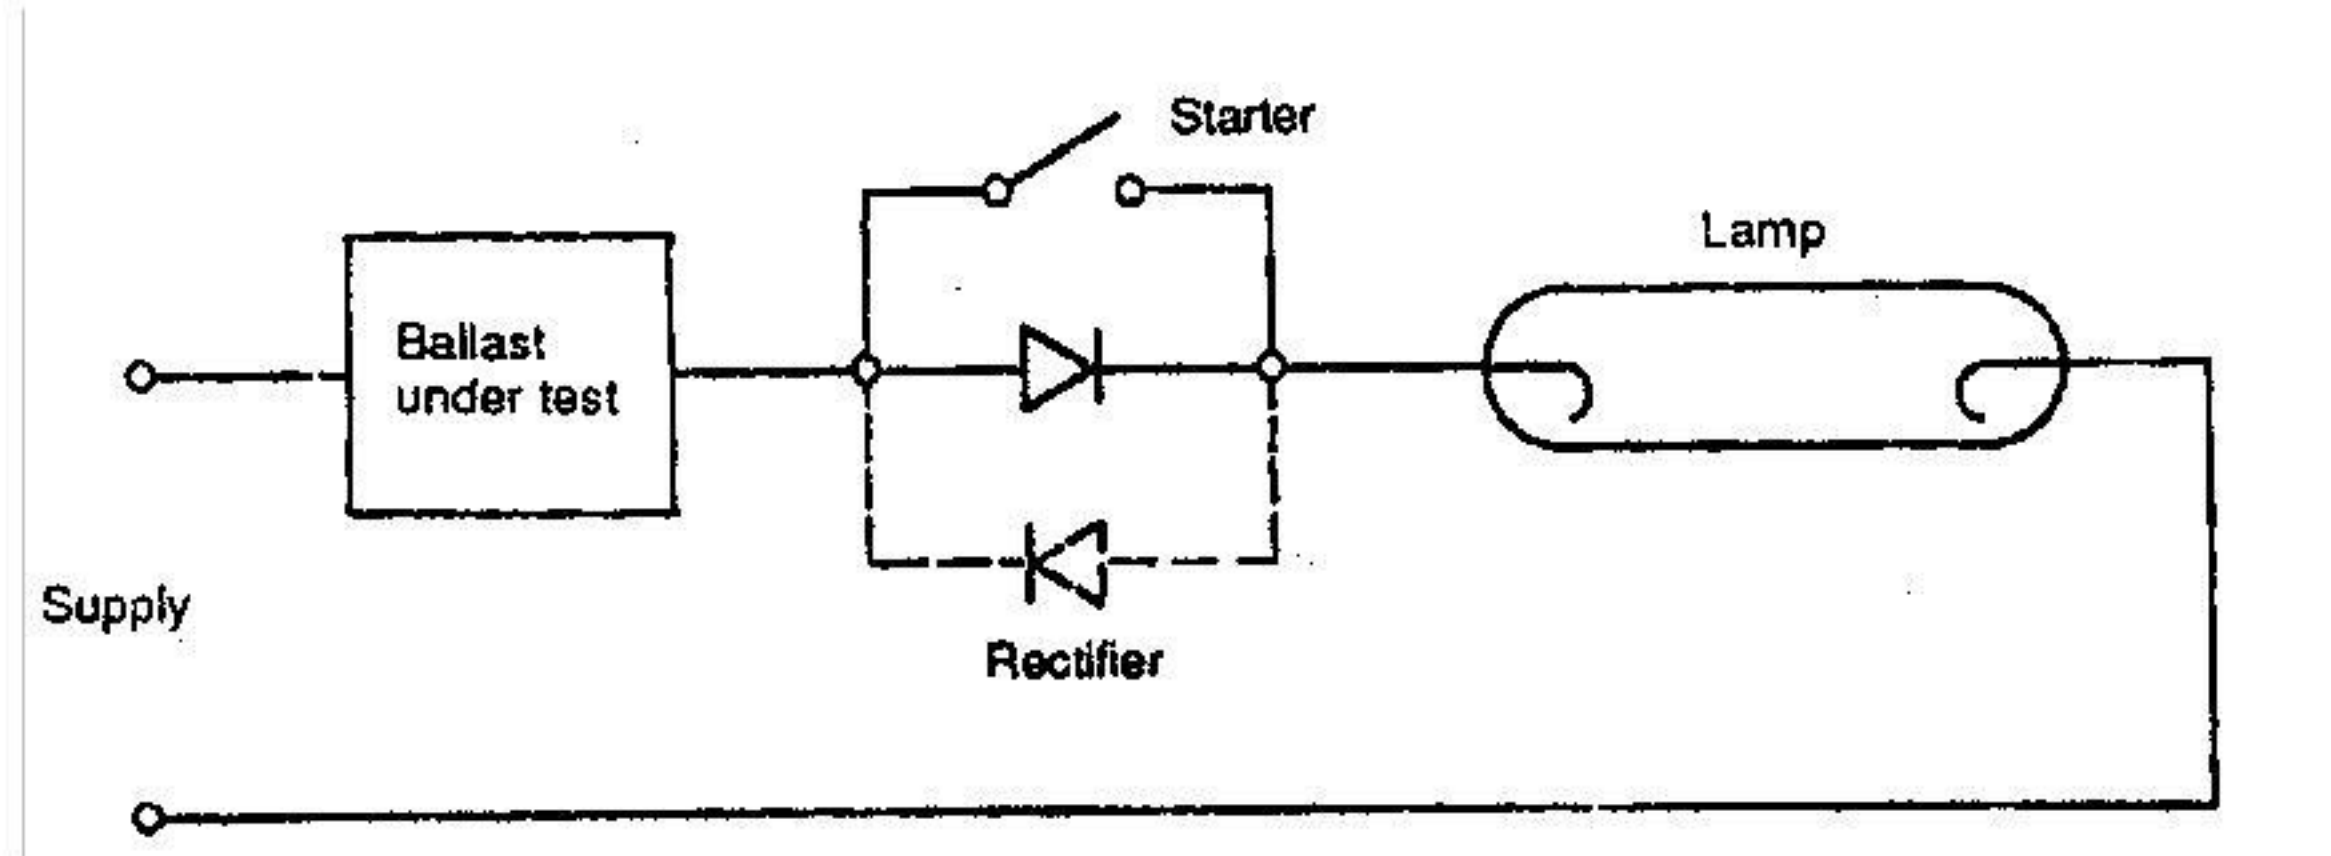 Starter
Lamp
Ballast
under test
Supply
Rectifier